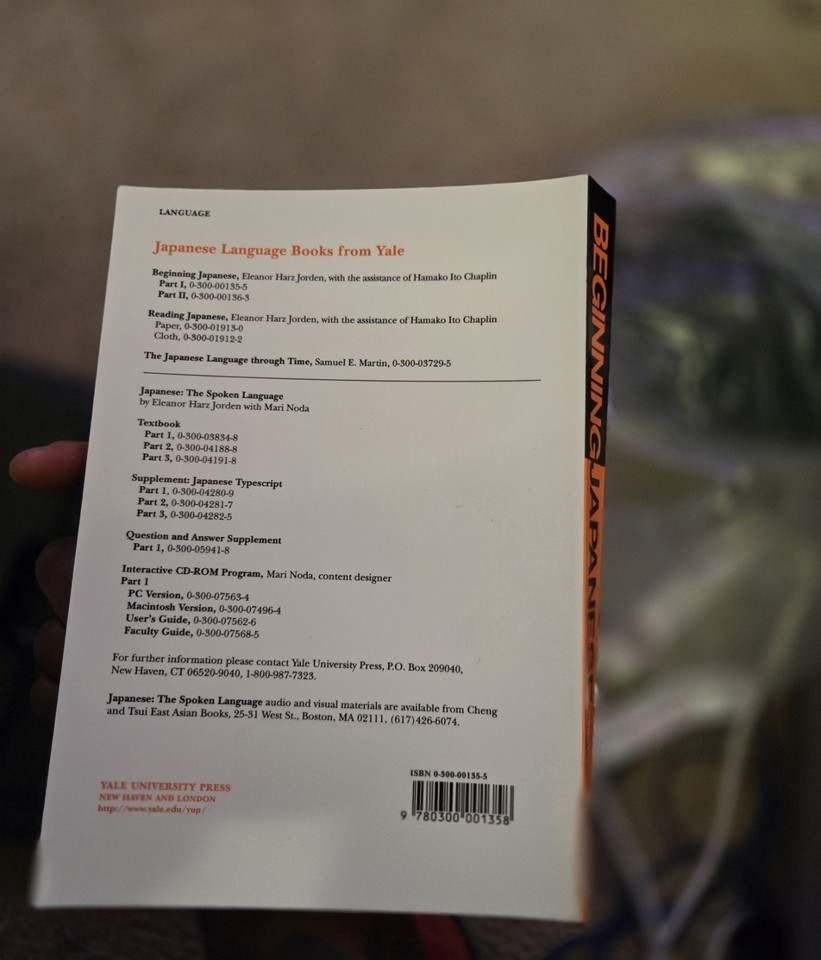 LANGUAGE
Japanese Language Books from Yale
Beginning Japanese, Eleanor Harz Jorden, with the assistance of Hamako Ito Chaplin
Part I, 0-300-00135-5
Part II, 0-300-00136-3
Reading Japanese, Eleanor Harz Jorden, with the assistance of Hamako Ito Chaplin
Paper, 0-300-01913-0
Cloth, 0-300-01912-2
The Japanese Language through Time, Samuel E. Martin, 0-300-03729-5
Japanese: The Spoken Language
by Eleanor Harz Jorden with Mari Noda
Textbook
Part 1, 0-300-03834-8
Part 2, 0-300-04188-8
Part 3, 0-300-04191-8
Supplement: Japanese Typescript
Part 1, 0-300-04280-9
Part 2, 0-300-04281-7
Part 3, 0-300-04282-5
Question and Answer Supplement
Part 1, 0-300-05941-8
Interactive CD-ROM Program, Mari Noda, content designer
Part 1
PC Version, 0-300-07563-4
Macintosh Version, 0-300-07496-4
User's Guide, 0-300-07562-6
Faculty Guide, 0-300-07568-5
For further information please contact Yale University Press, P.O. Box 209040,
New Haven, CT 06520-9040, 1-800-987-7323.
Japanese: The Spoken Language audio and visual materials are available from Cheng
and Tsui East Asian Books, 25-31 West St., Boston, MA 02111, (617)426-6074.
YALE UNIVERSITY PRESS
NEW HAVEN AND LONDON
http://www.yale.edu/yup/
ISBN 0-300-00135-5
9 780300 001358
BEGINNING JAPANESE